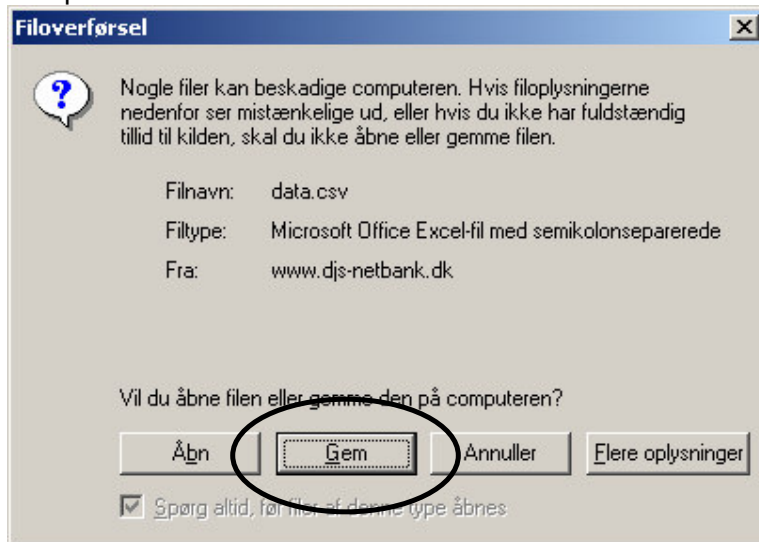 Filoverførsel
Nogle filer kan beskadige computeren. Hvis filoplysningerne
nedenfor ser mistænkelige ud, eller hvis du ikke har fuldstændig
tillid til kilden, skal du ikke åbne eller gemme filen.
Filnavn: data.csv
Filtype: Microsoft Office Excel-fil med semikolonseparerede
Fra: www.djs-netbank.dk
Vil du åbne filen eller gemme den på computeren?
Åbn Gem Annuller Flere oplysninger
Spørg altid, før filer af denne type åbnes